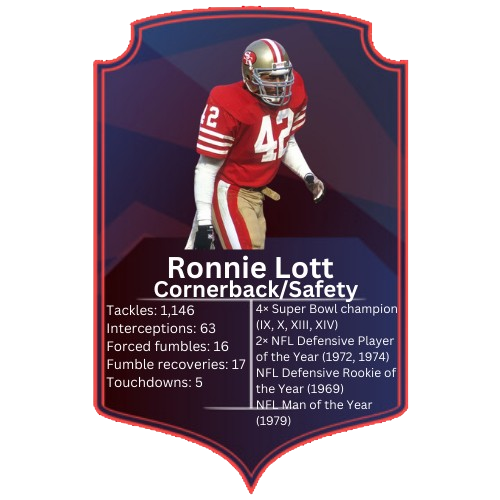 SF
42
42
Ronnie Lott
Cornerback/Safety
Tackles: 1,146
Interceptions: 63
Forced fumbles: 16
Fumble recoveries: 17
Touchdowns: 5
4× Super Bowl champion
(IX, X, XIII, XIV)
2× NFL Defensive Player
of the Year (1972, 1974)
NFL Defensive Rookie of
the Year (1969)
NFL Man of the Year
(1979)